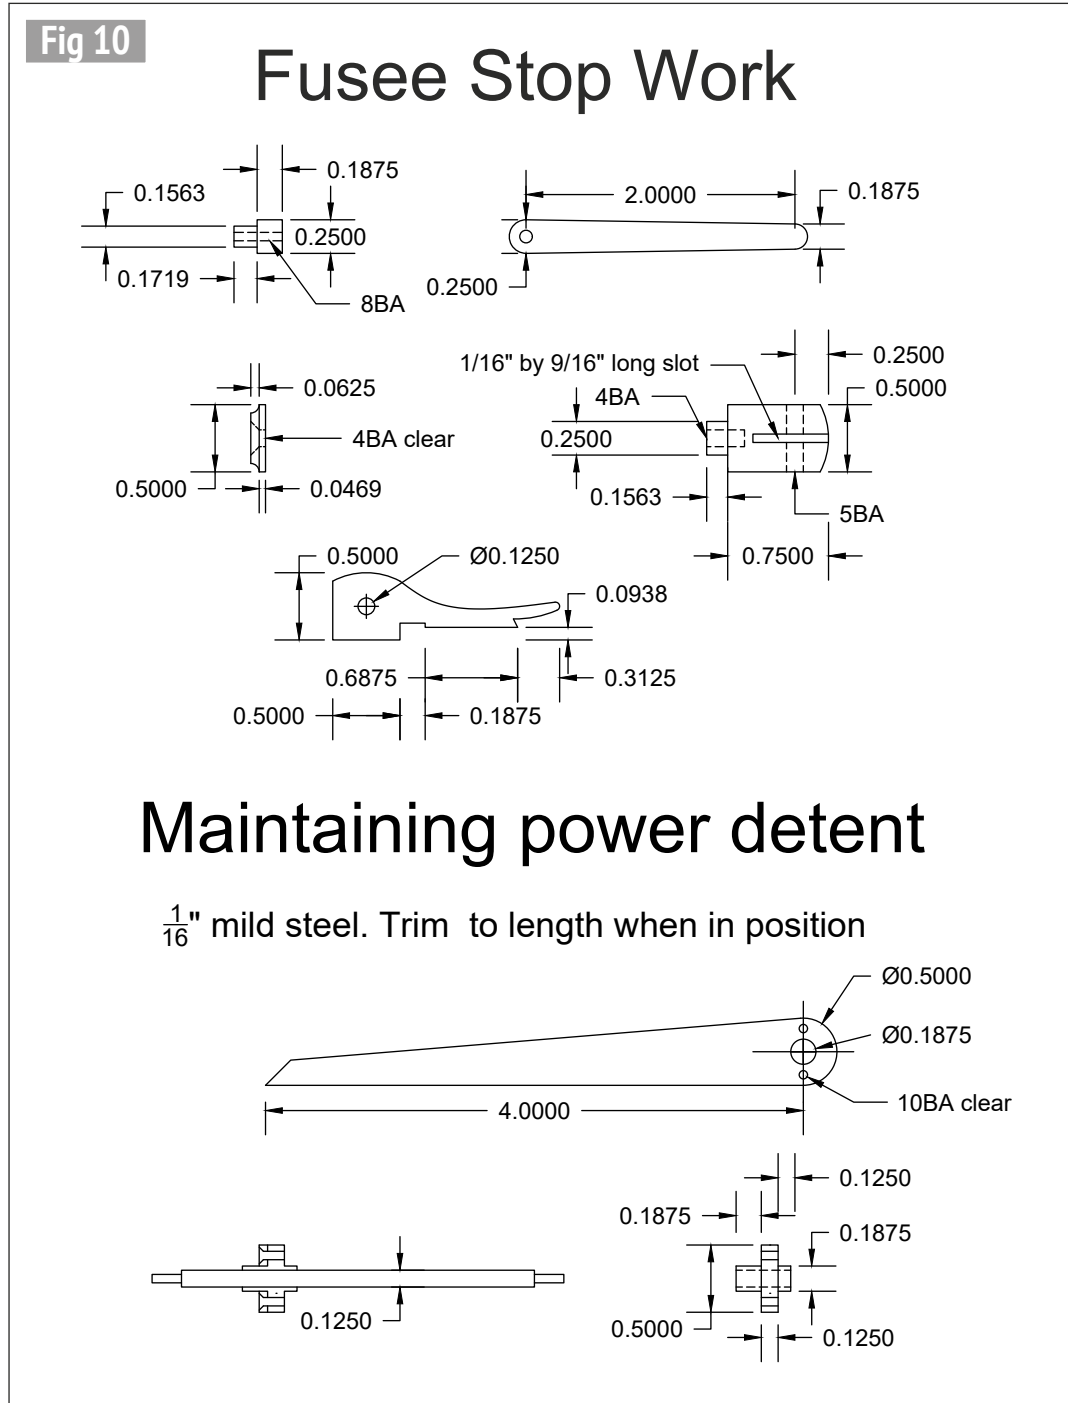 Fig 10
Fusee Stop Work
0.1875
0.1563
2.0000
0.1875
0.2500
0.1719
0.2500
8BA
1/16" by 9/16" long slot
0.2500
0.0625
4BA
0.5000
4BA clear
0.2500
0.5000
0.0469
0.1563
5BA
0.5000
Ø0.1250
0.7500
0.0938
0.6875
0.3125
0.5000
0.1875
Maintaining power detent
1/16" mild steel. Trim to length when in position
Ø0.5000
Ø0.1875
10BA clear
4.0000
0.1250
0.1875
0.1875
0.1250
0.5000
0.1250